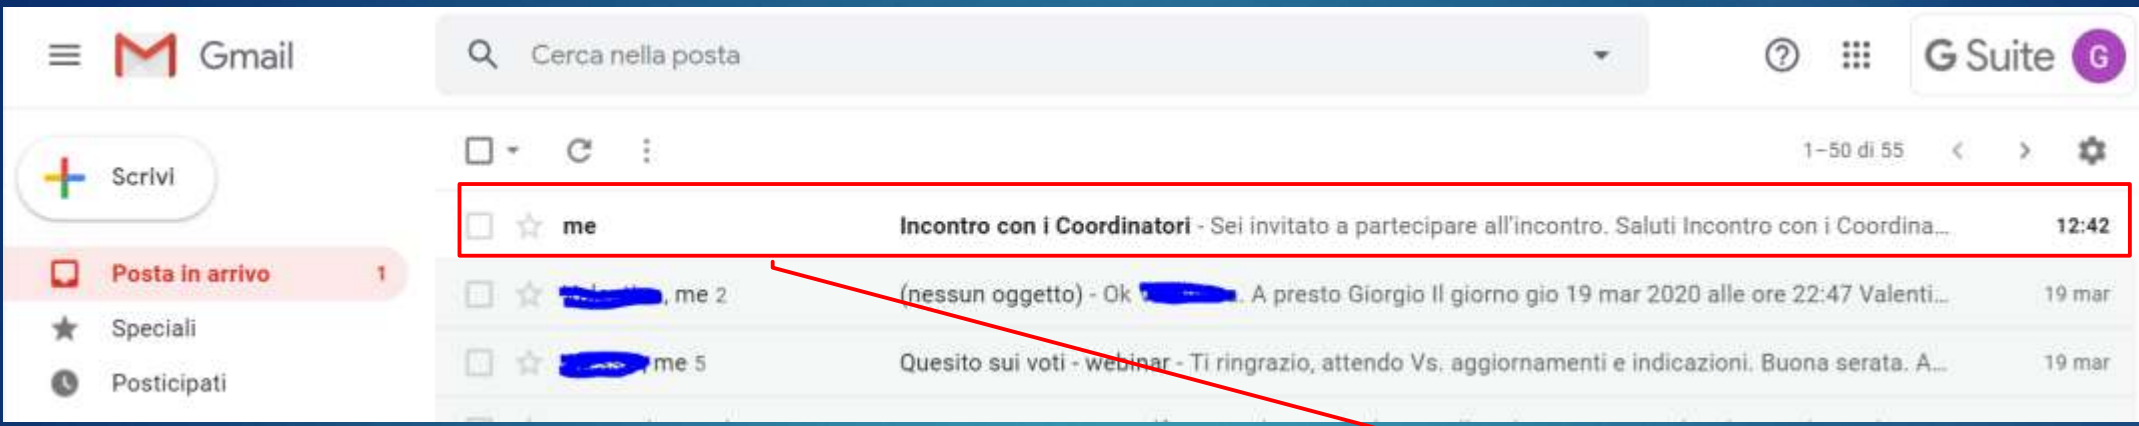 Gmail
Cerca nella posta
G Suite
G
Scrivi
1–50 di 55
me
Incontro con i Coordinatori - Sei invitato a partecipare all'incontro. Saluti Incontro con i Coordina...
12:42
Posta in arrivo
1
, me 2
(nessun oggetto) - Ok . A presto Giorgio Il giorno gio 19 mar 2020 alle ore 22:47 Valenti...
19 mar
Speciali
me 5
Quesito sui voti - webinar - Ti ringrazio, attendo Vs. aggiornamenti e indicazioni. Buona serata. A...
19 mar
Posticipati